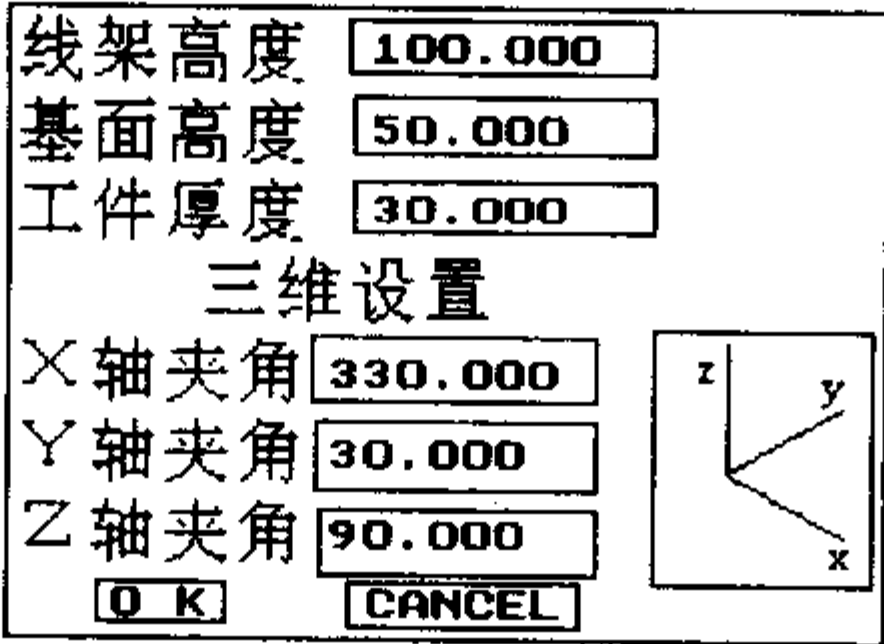 线架高度 100.000
基面高度 50.000
工件厚度 30.000
三维设置
X轴夹角 330.000
Y轴夹角 30.000
Z轴夹角 90.000
z
y
x
OK CANCEL